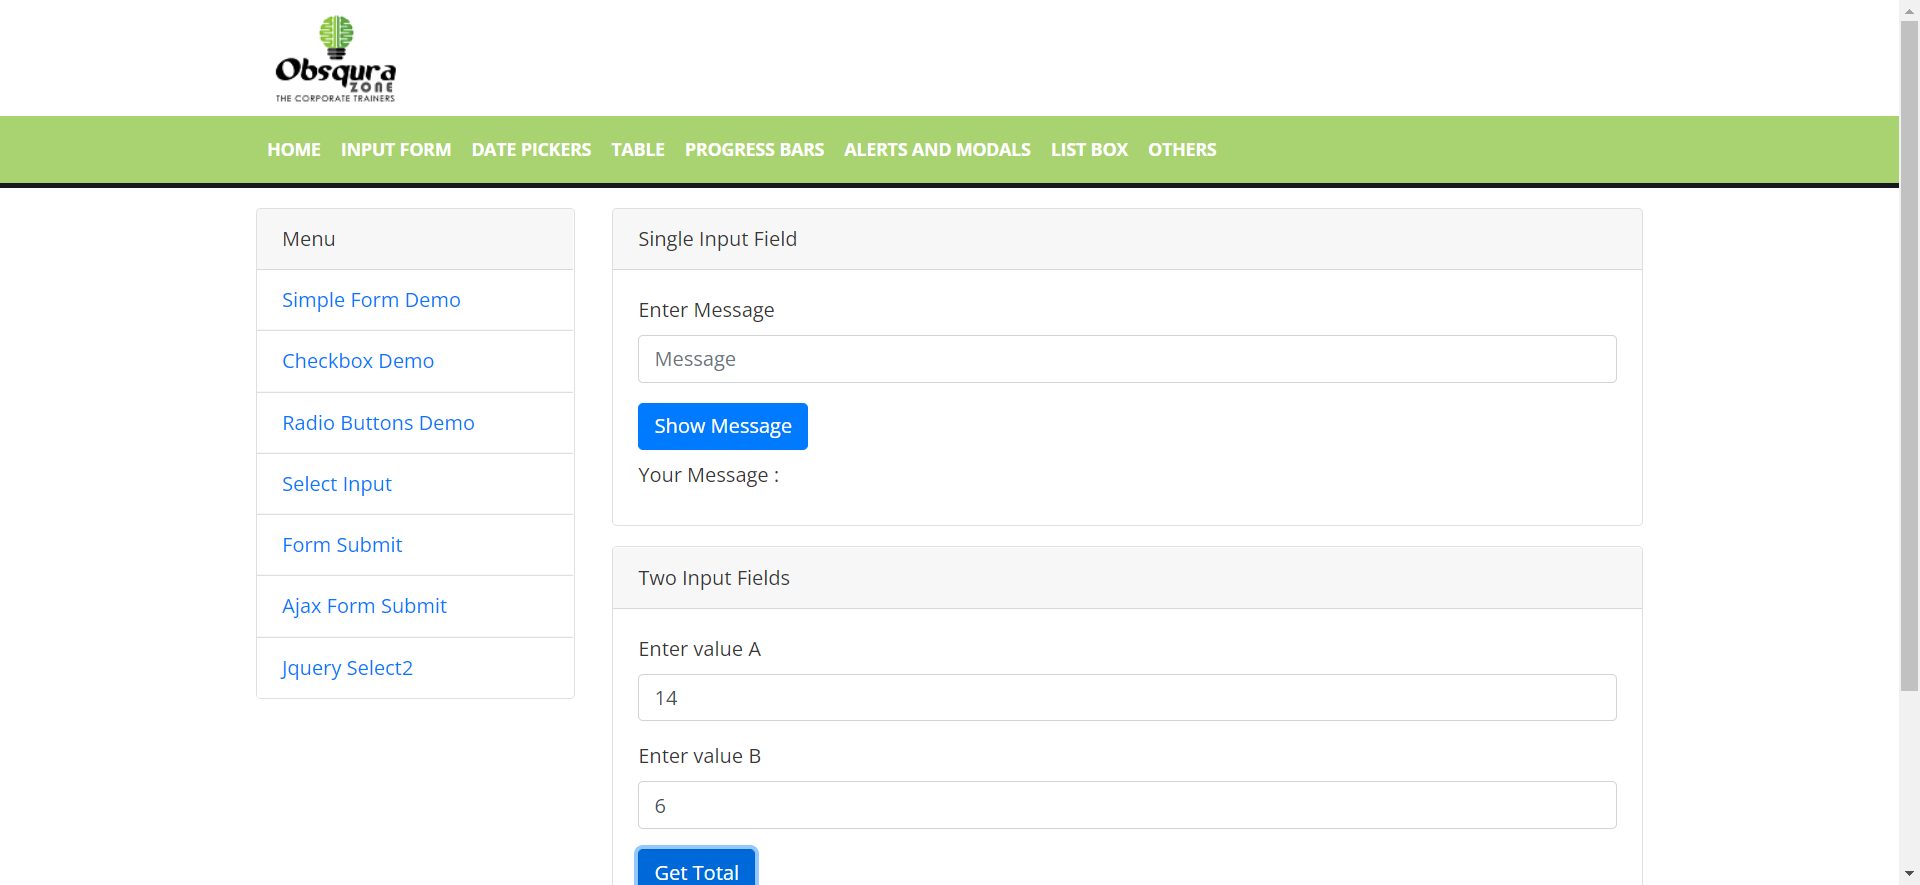 Obsqura
ZONE
THE CORPORATE TRAINERS
HOME INPUT FORM DATE PICKERS TABLE PROGRESS BARS ALERTS AND MODALS LIST BOX OTHERS
Menu
Simple Form Demo
Checkbox Demo
Radio Buttons Demo
Select Input
Form Submit
Ajax Form Submit
Jquery Select2
Single Input Field
Enter Message
Message
Show Message
Your Message :
Two Input Fields
Enter value A
14
Enter value B
6
Get Total